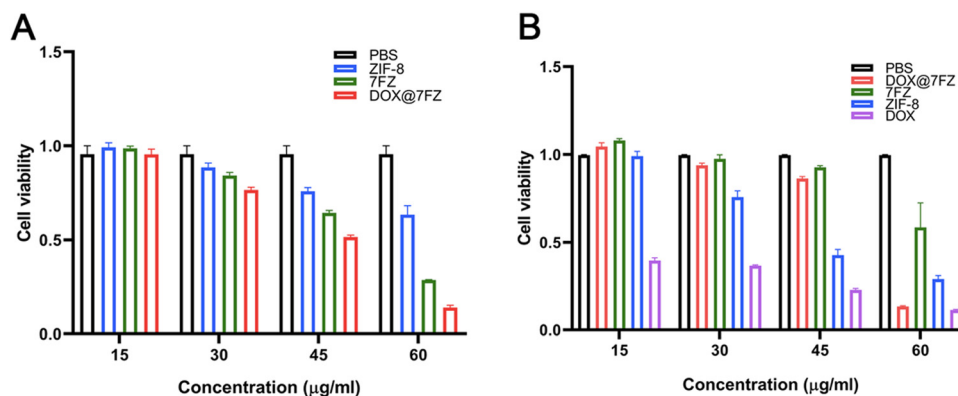 A
PBS
ZIF-8
7FZ
DOX@7FZ
1.5
1.0
0.5
0.0
Cell viability
15
30
45
60
Concentration (μg/ml)
B
PBS
DOX@7FZ
7FZ
ZIF-8
DOX
1.5
1.0
0.5
0.0
Cell viability
15
30
45
60
Concentration (μg/ml)